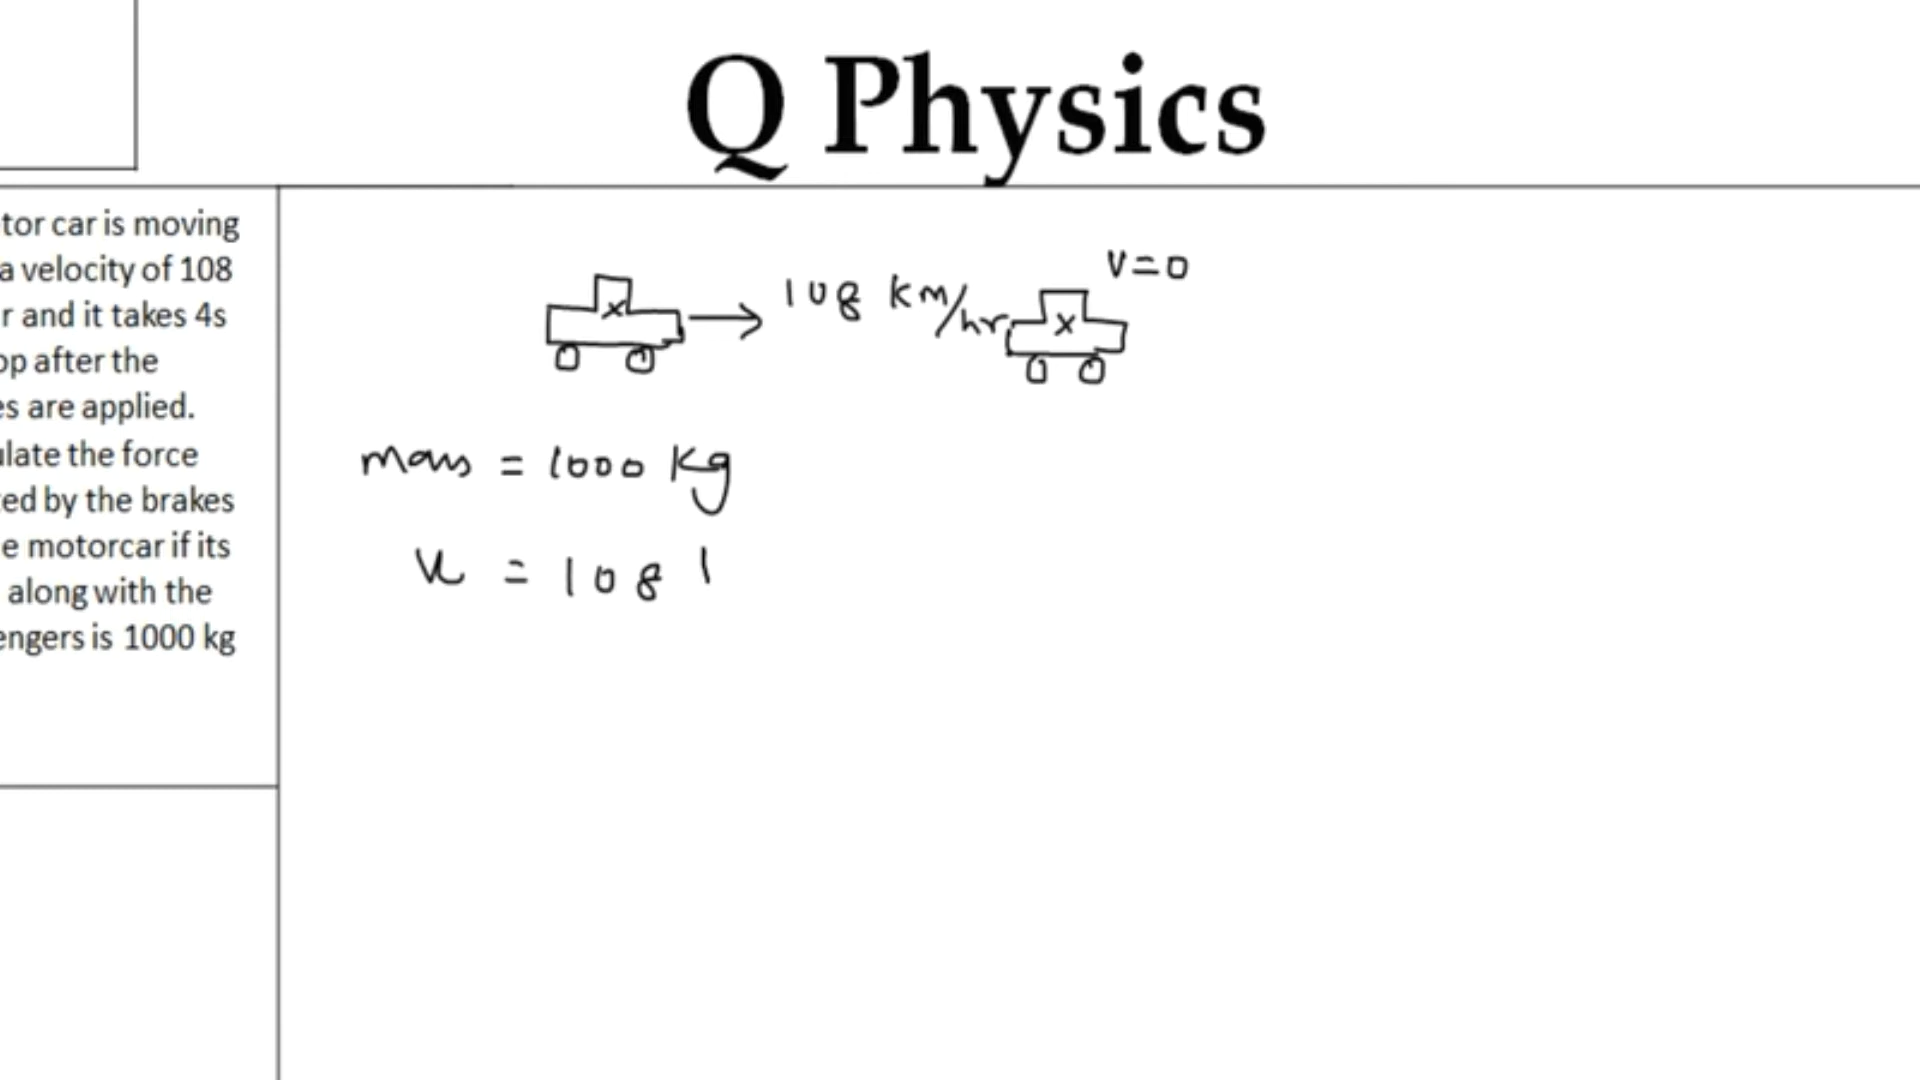 Q Physics
tor car is moving
a velocity of 108
r and it takes 4s
op after the
es are applied.
ulate the force
ted by the brakes
e motorcar if its
along with the
engers is 1000 kg
108 km/hr
v=0
x
x
mass = 1000 kg
u = 108